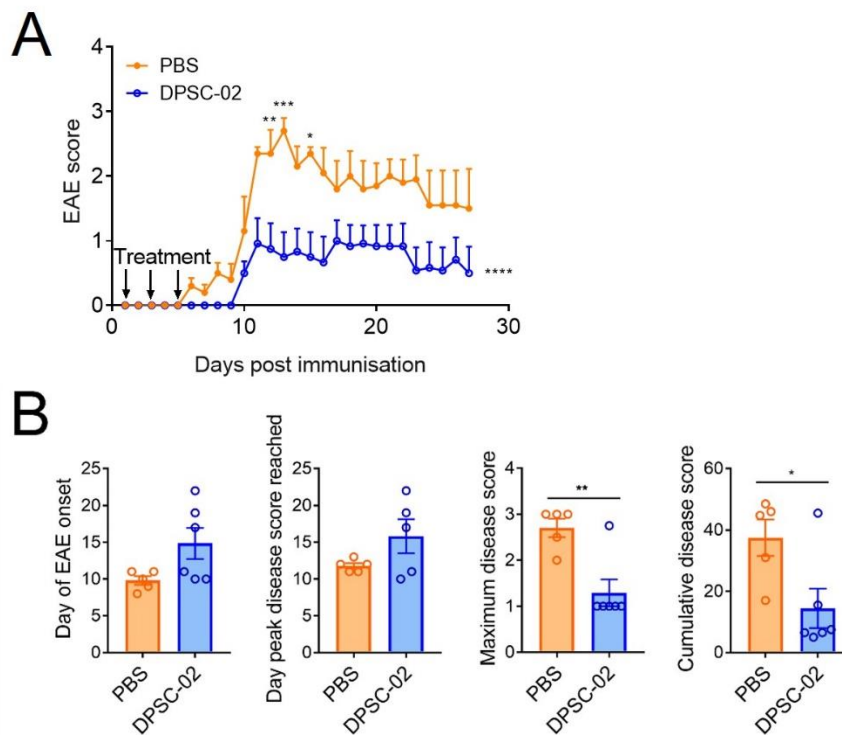 A
4
3
2
1
0
EAE score
PBS
DPSC-02
***
**
*
Treatment
****
0
10
20
30
Days post immunisation
B
Day of EAE onset
25
20
15
10
5
0
PBS
DPSC-02
Day peak disease score reached
25
20
15
10
5
0
PBS
DPSC-02
Maximum disease score
4
3
2
1
0
**
PBS
DPSC-02
Cumulative disease score
60
40
20
0
*
PBS
DPSC-02